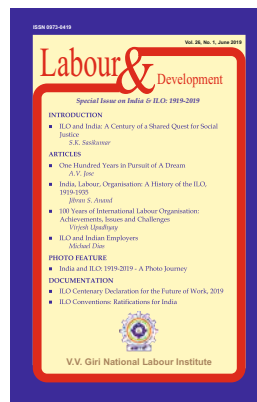 ISSN 0973-0419
Vol. 26, No. 1, June 2019
Labour & Development
Special Issue on India & ILO: 1919-2019
INTRODUCTION
■ ILO and India: A Century of a Shared Quest for Social
Justice
S.K. Sasikumar
ARTICLES
■ One Hundred Years in Pursuit of A Dream
A.V. Jose
■ India, Labour, Organisation: A History of the ILO,
1919-1935
Jibran S. Anand
■ 100 Years of International Labour Organisation:
Achievements, Issues and Challenges
Virjesh Upadhyay
■ ILO and Indian Employers
Michael Dias
PHOTO FEATURE
■ India and ILO: 1919-2019 - A Photo Journey
DOCUMENTATION
■ ILO Centenary Declaration for the Future of Work, 2019
■ ILO Conventions: Ratifications for India
V.V. Giri National Labour Institute